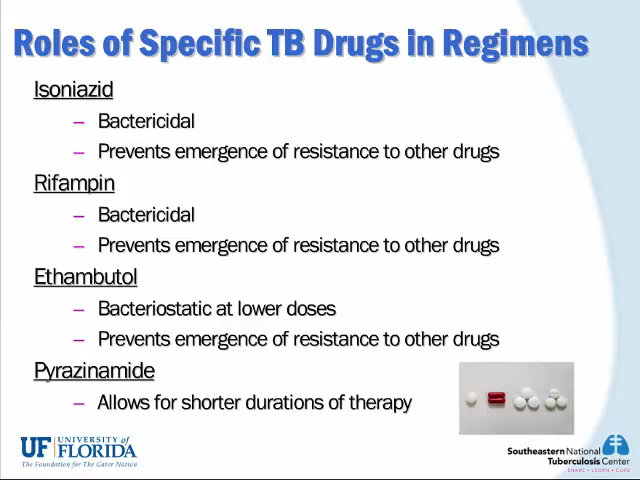 Roles of Specific TB Drugs in Regimens
Isoniazid
– Bactericidal
– Prevents emergence of resistance to other drugs
Rifampin
– Bactericidal
– Prevents emergence of resistance to other drugs
Ethambutol
– Bacteriostatic at lower doses
– Prevents emergence of resistance to other drugs
Pyrazinamide
– Allows for shorter durations of therapy
UF UNIVERSITY of
FLORIDA
The Foundation for The Gator Nation
Southeastern National
Tuberculosis Center
SHARE • LEARN • CURE